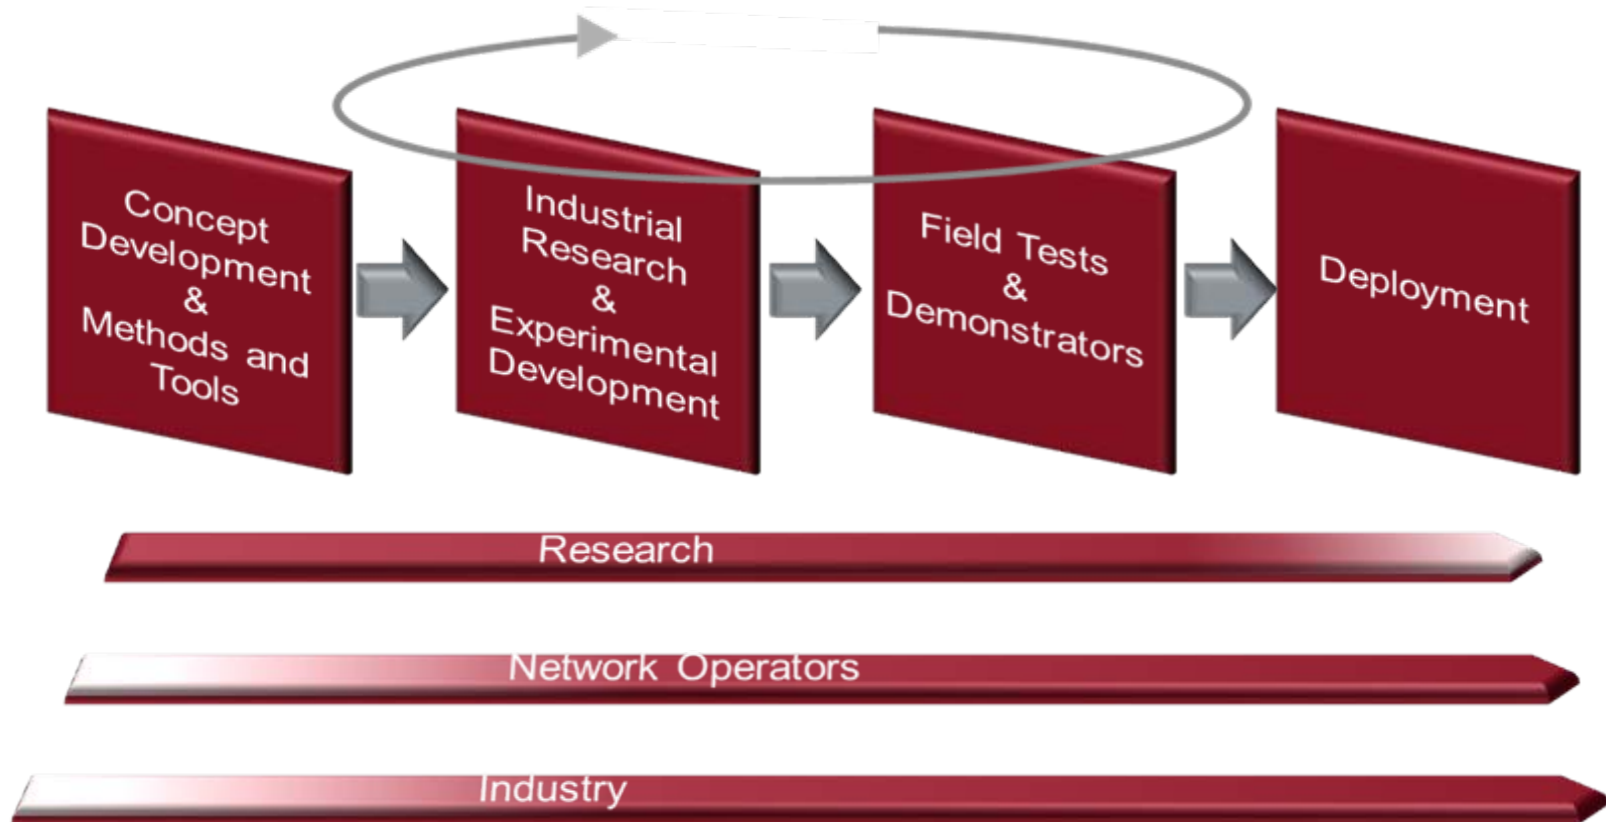 Concept
Development
&
Methods and
Tools
Industrial
Research
&
Experimental
Development
Field Tests
&
Demonstrators
Deployment
Research
Network Operators
Industry